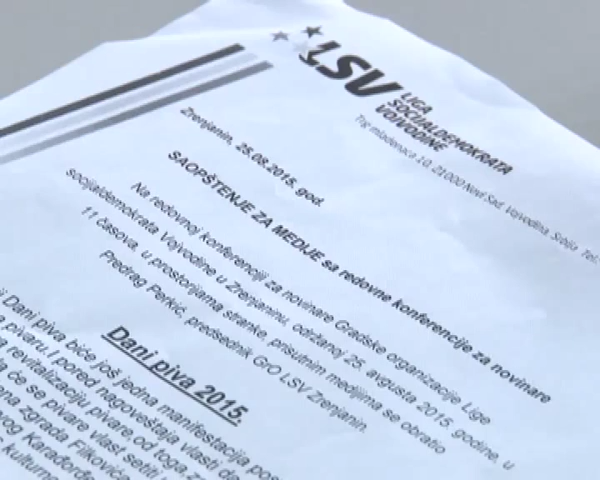 LSV
LIGA
SOCIJALDEMOKRATA
VOJVODINE
Trg mladenaca 10, 21000 Novi Sad, Vojvodina, Srbija Tel.
Zrenjanin, 25.08.2015. god.
SAOPŠTENJE ZA MEDIJE sa redovne konferencije za novinare
Na redovnoj konferenciji za novinare Gradske organizacije Lige
socijaldemokrata Vojvodine u Zrenjaninu, održanoj 25. avgusta 2015. godine, u
11 časova, u prostorijama stranke, prisutnim medijima se obratio
Predrag Perkić, predsednik GrO LSV Zrenjanin.
Dani piva 2015.
Dani piva biće još jedna manifestacija
pivari. I pored nagoveštaja vlasti da
revitalizaciju pivare od toga
će se pivare vlast setiti
zgrada Filkovića
Karađorđe